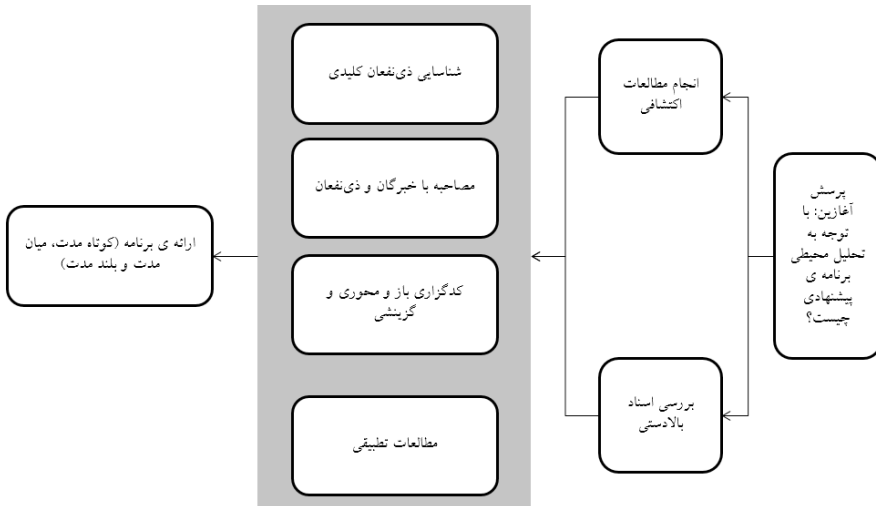 پرسش
آغازین: با
توجه به
تحلیل محیطی
برنامه ی
پیشنهادی
چیست؟
انجام مطالعات
اکتشافی
بررسی اسناد
بالادستی
شناسایی ذی‌نفعان کلیدی
مصاحبه با خبرگان و ذی‌نفعان
کدگزاری باز و محوری و
گزینشی
مطالعات تطبیقی
ارائه ی برنامه (کوتاه مدت، میان
مدت و بلند مدت)